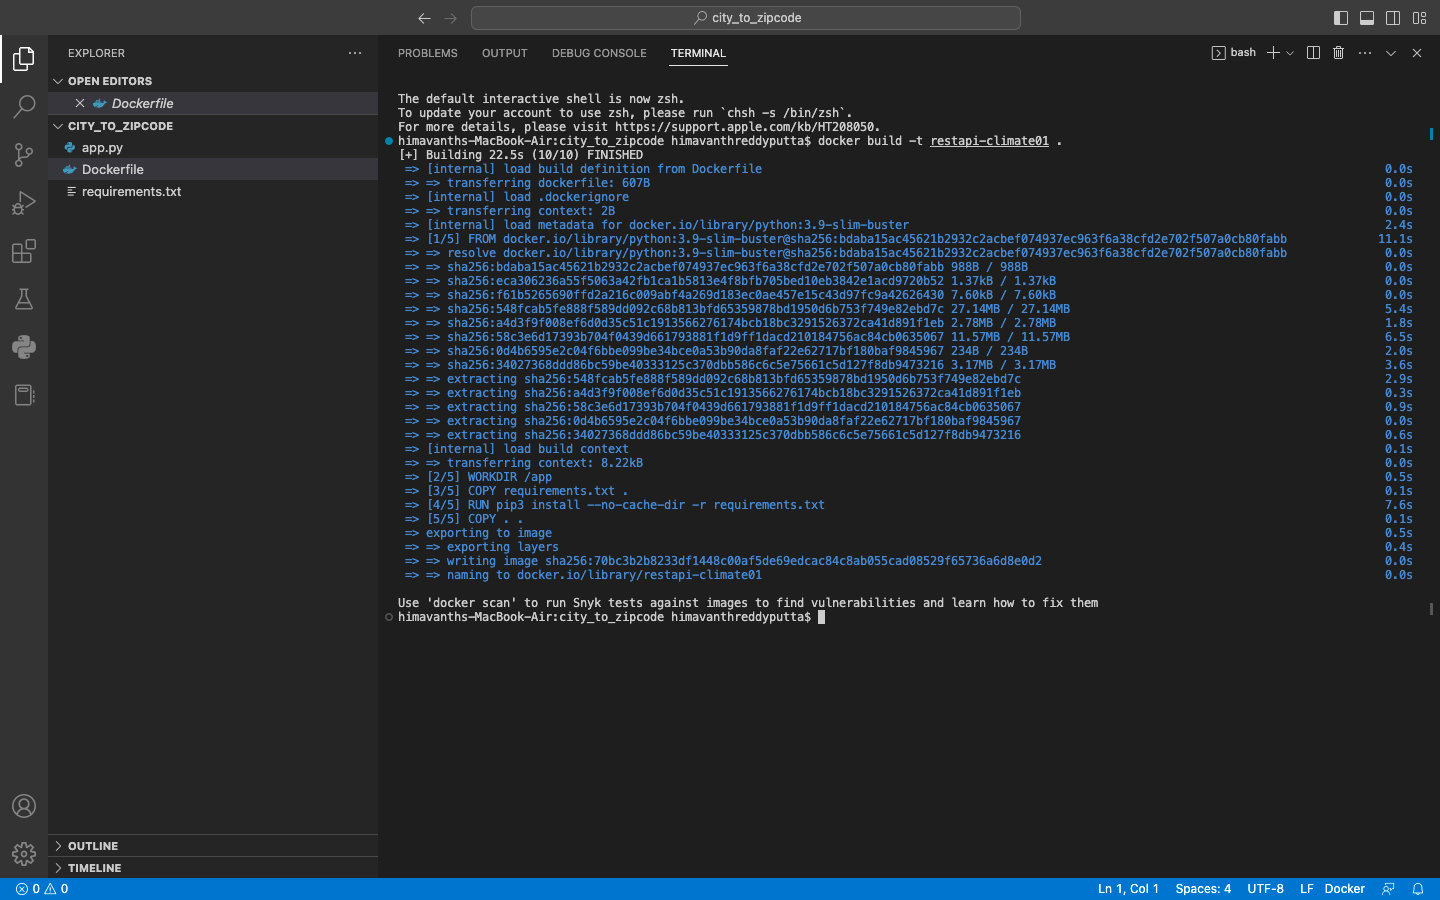 city_to_zipcode
EXPLORER
OPEN EDITORS
Dockerfile
CITY_TO_ZIPCODE
app.py
Dockerfile
requirements.txt
OUTLINE
TIMELINE
PROBLEMS OUTPUT DEBUG CONSOLE TERMINAL
bash
The default interactive shell is now zsh.
To update your account to use zsh, please run `chsh -s /bin/zsh`.
For more details, please visit https://support.apple.com/kb/HT208050.
himavanths-MacBook-Air:city_to_zipcode himavanthreddyputta$ docker build -t restapi-climate01 .
[+] Building 22.5s (10/10) FINISHED
=> [internal] load build definition from Dockerfile 0.0s
=> => transferring dockerfile: 607B 0.0s
=> [internal] load .dockerignore 0.0s
=> => transferring context: 2B 0.0s
=> [internal] load metadata for docker.io/library/python:3.9-slim-buster 2.4s
=> [1/5] FROM docker.io/library/python:3.9-slim-buster@sha256:bdaba15ac45621b2932c2acbef074937ec963f6a38cfd2e702f507a0cb80fabb 11.1s
=> => resolve docker.io/library/python:3.9-slim-buster@sha256:bdaba15ac45621b2932c2acbef074937ec963f6a38cfd2e702f507a0cb80fabb 0.0s
=> => sha256:bdaba15ac45621b2932c2acbef074937ec963f6a38cfd2e702f507a0cb80fabb 988B / 988B 0.0s
=> => sha256:eca306236a55f5063a42fb1ca1b5813e4f8bfb705bed10eb3842e1acd9720b52 1.37kB / 1.37kB 0.0s
=> => sha256:f61b5265690ffd2a216c009abf4a269d183ec0ae457e15c43d97fc9a42626430 7.60kB / 7.60kB 0.0s
=> => sha256:548fcab5fe888f589dd092c68b813bfd65359878bd1950d6b753f749e82ebd7c 27.14MB / 27.14MB 5.4s
=> => sha256:a4d3f9f008ef6d0d35c51c1913566276174bcb18bc3291526372ca41d891f1eb 2.78MB / 2.78MB 1.8s
=> => sha256:58c3e6d17393b704f0439d661793881f1d9ff1dacd210184756ac84cb0635067 11.57MB / 11.57MB 6.5s
=> => sha256:0d4b6595e2c04f6bbe099be34bce0a53b90da8faf22e62717bf180baf9845967 234B / 234B 2.0s
=> => sha256:34027368ddd86bc59be40333125c370dbb586c6c5e75661c5d127f8db9473216 3.17MB / 3.17MB 3.6s
=> => extracting sha256:548fcab5fe888f589dd092c68b813bfd65359878bd1950d6b753f749e82ebd7c 2.9s
=> => extracting sha256:a4d3f9f008ef6d0d35c51c1913566276174bcb18bc3291526372ca41d891f1eb 0.3s
=> => extracting sha256:58c3e6d17393b704f0439d661793881f1d9ff1dacd210184756ac84cb0635067 0.9s
=> => extracting sha256:0d4b6595e2c04f6bbe099be34bce0a53b90da8faf22e62717bf180baf9845967 0.0s
=> => extracting sha256:34027368ddd86bc59be40333125c370dbb586c6c5e75661c5d127f8db9473216 0.6s
=> [internal] load build context 0.1s
=> => transferring context: 8.22kB 0.0s
=> [2/5] WORKDIR /app 0.5s
=> [3/5] COPY requirements.txt . 0.1s
=> [4/5] RUN pip3 install --no-cache-dir -r requirements.txt 7.6s
=> [5/5] COPY . . 0.1s
=> exporting to image 0.5s
=> => exporting layers 0.4s
=> => writing image sha256:70bc3b2b8233df1448c00af5de69edcac84c8ab055cad08529f65736a6d8e0d2 0.0s
=> => naming to docker.io/library/restapi-climate01 0.0s
Use 'docker scan' to run Snyk tests against images to find vulnerabilities and learn how to fix them
himavanths-MacBook-Air:city_to_zipcode himavanthreddyputta$
0 0 Ln 1, Col 1 Spaces: 4 UTF-8 LF Docker